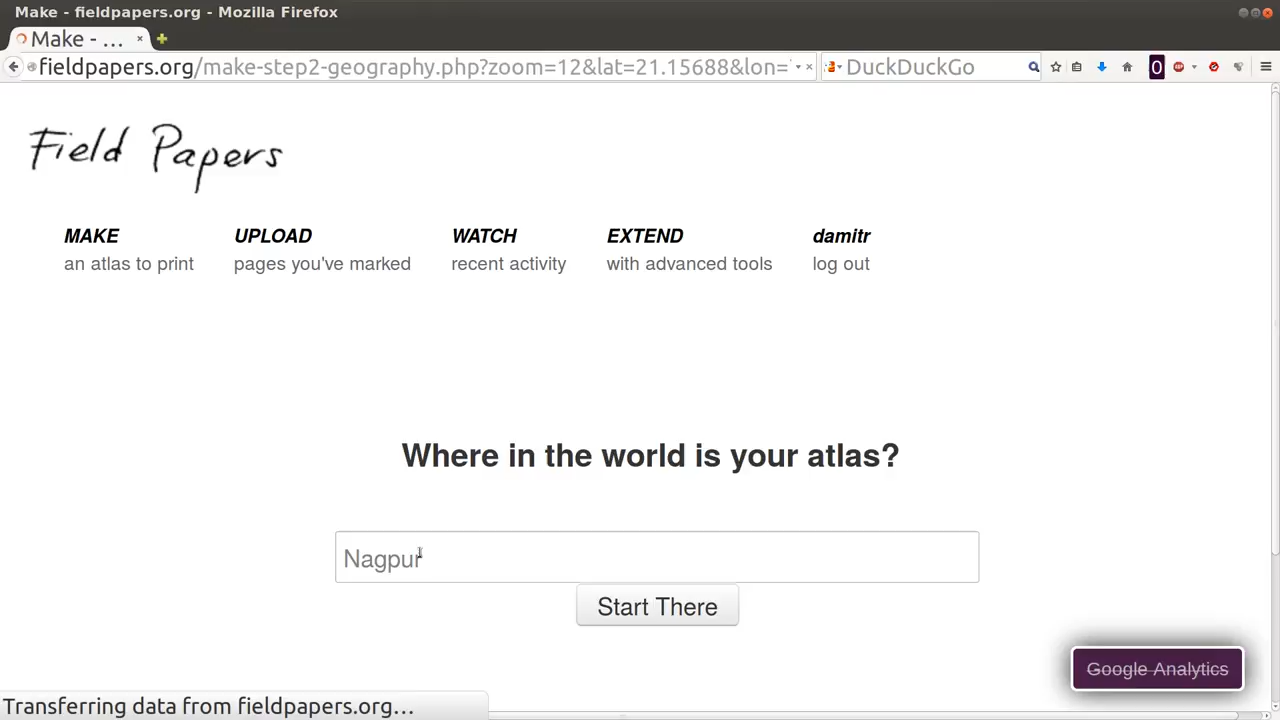 Make - fieldpapers.org - Mozilla Firefox
Make - ...
fieldpapers.org/make-step2-geography.php?zoom=12&lat=21.15688&lon=
DuckDuckGo
0
Field Papers
MAKE UPLOAD WATCH EXTEND damitr
an atlas to print pages you've marked recent activity with advanced tools log out
Where in the world is your atlas?
Nagpur
Start There
Google Analytics
Transferring data from fieldpapers.org...